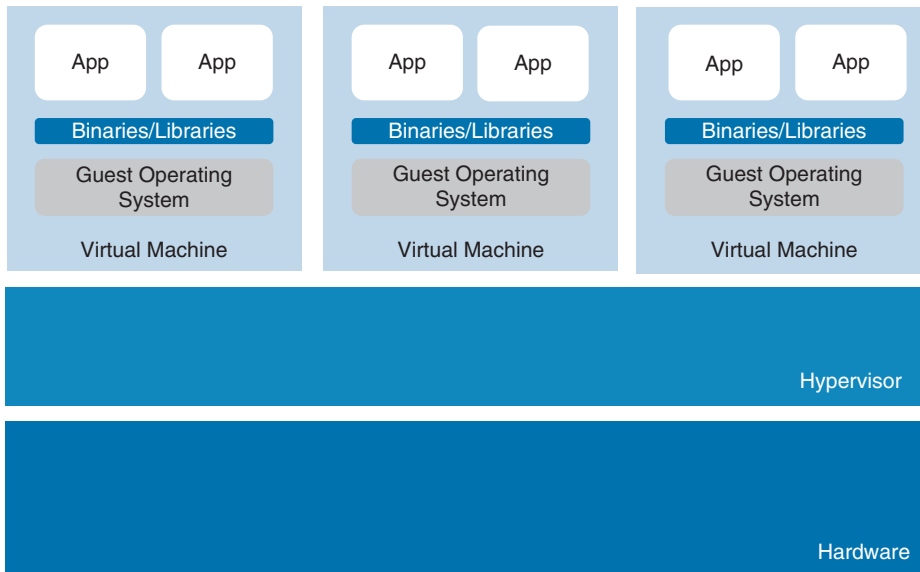 App App
Binaries/Libraries
Guest Operating
System
Virtual Machine
App App
Binaries/Libraries
Guest Operating
System
Virtual Machine
App App
Binaries/Libraries
Guest Operating
System
Virtual Machine
Hypervisor
Hardware